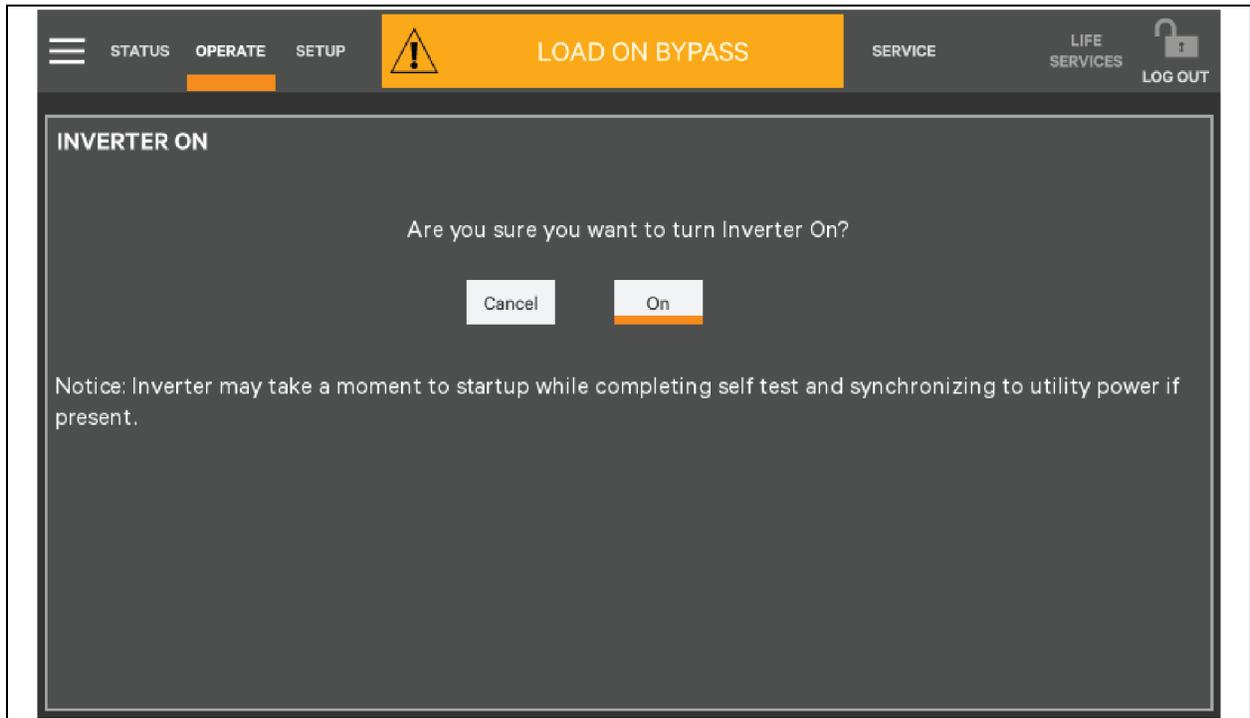 STATUS OPERATE SETUP LOAD ON BYPASS SERVICE LIFE SERVICES LOG OUT
INVERTER ON
Are you sure you want to turn Inverter On?
Cancel On
Notice: Inverter may take a moment to startup while completing self test and synchronizing to utility power if
present.